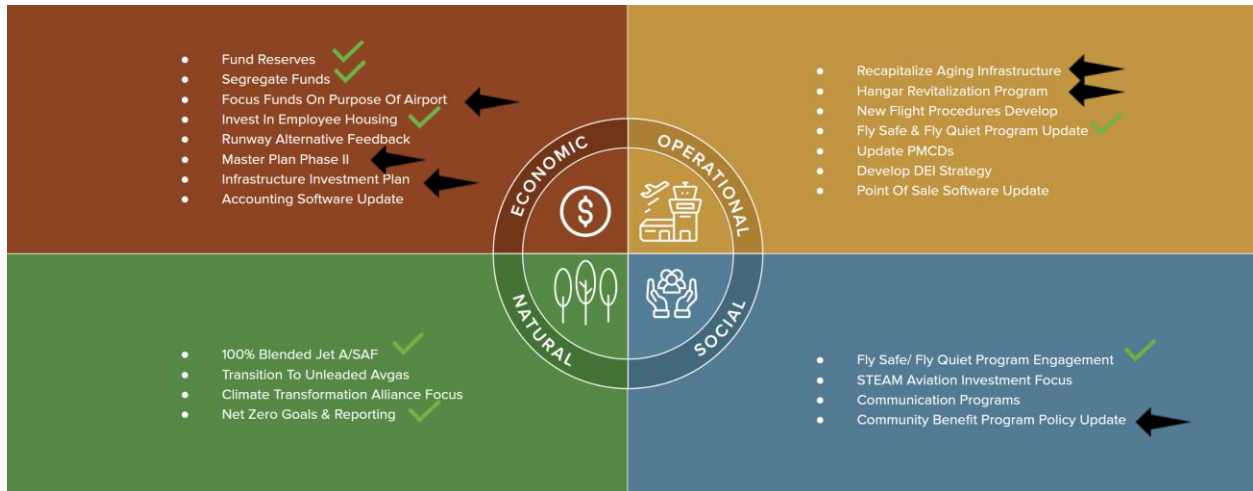 Fund Reserves
Segregate Funds
Focus Funds On Purpose Of Airport
Invest In Employee Housing
Runway Alternative Feedback
Master Plan Phase II
Infrastructure Investment Plan
Accounting Software Update
Recapitalize Aging Infrastructure
Hangar Revitalization Program
New Flight Procedures Develop
Fly Safe & Fly Quiet Program Update
Update PMCDs
Develop DEI Strategy
Point Of Sale Software Update
ECONOMIC
OPERATIONAL
$
NATURAL
SOCIAL
100% Blended Jet A/SAF
Transition To Unleaded Avgas
Climate Transformation Alliance Focus
Net Zero Goals & Reporting
Fly Safe/ Fly Quiet Program Engagement
STEAM Aviation Investment Focus
Communication Programs
Community Benefit Program Policy Update